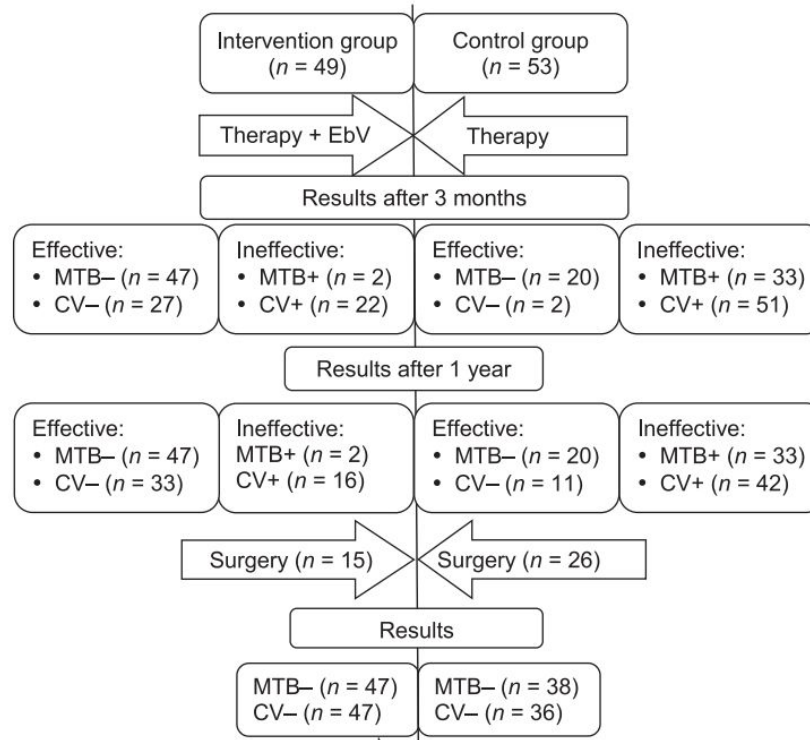 Intervention group
(n = 49)
Control group
(n = 53)
Therapy + EbV
Therapy
Results after 3 months
Effective:
• MTB– (n = 47)
• CV– (n = 27)
Ineffective:
• MTB+ (n = 2)
• CV+ (n = 22)
Effective:
• MTB– (n = 20)
• CV– (n = 2)
Ineffective:
• MTB+ (n = 33)
• CV+ (n = 51)
Results after 1 year
Effective:
• MTB– (n = 47)
• CV– (n = 33)
Ineffective:
MTB+ (n = 2)
CV+ (n = 16)
Effective:
• MTB– (n = 20)
• CV– (n = 11)
Ineffective:
• MTB+ (n = 33)
• CV+ (n = 42)
Surgery (n = 15)
Surgery (n = 26)
Results
MTB– (n = 47)
CV– (n = 47)
MTB– (n = 38)
CV– (n = 36)